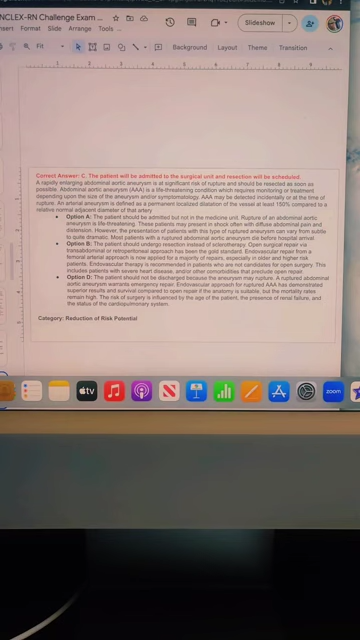 NCLEX-RN Challenge Exam ...
Slideshow
nsert Format Slide Arrange Tools ...
Fit
Background Layout Theme Transition
1 2 3 4 5 6 7 8 9
Correct Answer: C. The patient will be admitted to the surgical unit and resection will be scheduled.
A rapidly enlarging abdominal aortic aneurysm is at significant risk of rupture and should be resected as soon as
possible. Abdominal aortic aneurysm (AAA) is a life-threatening condition which requires monitoring or treatment
depending upon the size of the aneurysm and/or symptomatology. AAA may be detected incidentally or at the time of
rupture. An arterial aneurysm is defined as a permanent localized dilatation of the vessel at least 150% compared to a
relative normal adjacent diameter of that artery
• Option A: The patient should be admitted but not in the medicine unit. Rupture of an abdominal aortic
aneurysm is life-threatening. These patients may present in shock often with diffuse abdominal pain and
distension. However, the presentation of patients with this type of ruptured aneurysm can vary from subtle
to quite dramatic. Most patients with a ruptured abdominal aortic aneurysm die before hospital arrival
• Option B: The patient should undergo resection instead of sclerotherapy. Open surgical repair via
transabdominal or retroperitoneal approach has been the gold standard. Endovascular repair from a
femoral arterial approach is now applied for a majority of repairs, especially in older and higher risk
patients. Endovascular therapy is recommended in patients who are not candidates for open surgery. This
includes patients with severe heart disease, and/or other comorbidities that preclude open repair.
• Option D: The patient should not be discharged because the aneurysm may rupture. A ruptured abdominal
aortic aneurysm warrants emergency repair. Endovascular approach for ruptured AAA has demonstrated
superior results and survival compared to open repair if the anatomy is suitable, but the mortality rates
remain high. The risk of surgery is influenced by the age of the patient, the presence of renal failure, and
the status of the cardiopulmonary system.
Category: Reduction of Risk Potential
tv
zoom